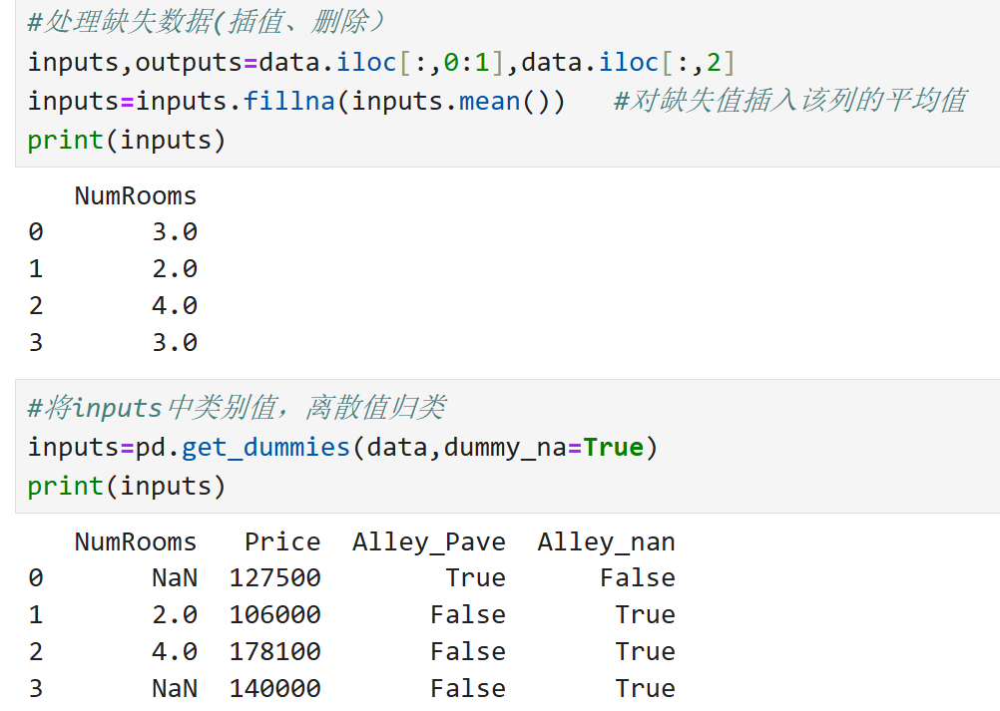 #处理缺失数据(插值、删除）
inputs,outputs=data.iloc[:,0:1],data.iloc[:,2]
inputs=inputs.fillna(inputs.mean())   #对缺失值插入该列的平均值
print(inputs)
   NumRooms
0       3.0
1       2.0
2       4.0
3       3.0
#将inputs中类别值，离散值归类
inputs=pd.get_dummies(data,dummy_na=True)
print(inputs)
   NumRooms   Price  Alley_Pave  Alley_nan
0       NaN  127500        True      False
1       2.0  106000       False       True
2       4.0  178100       False       True
3       NaN  140000       False       True